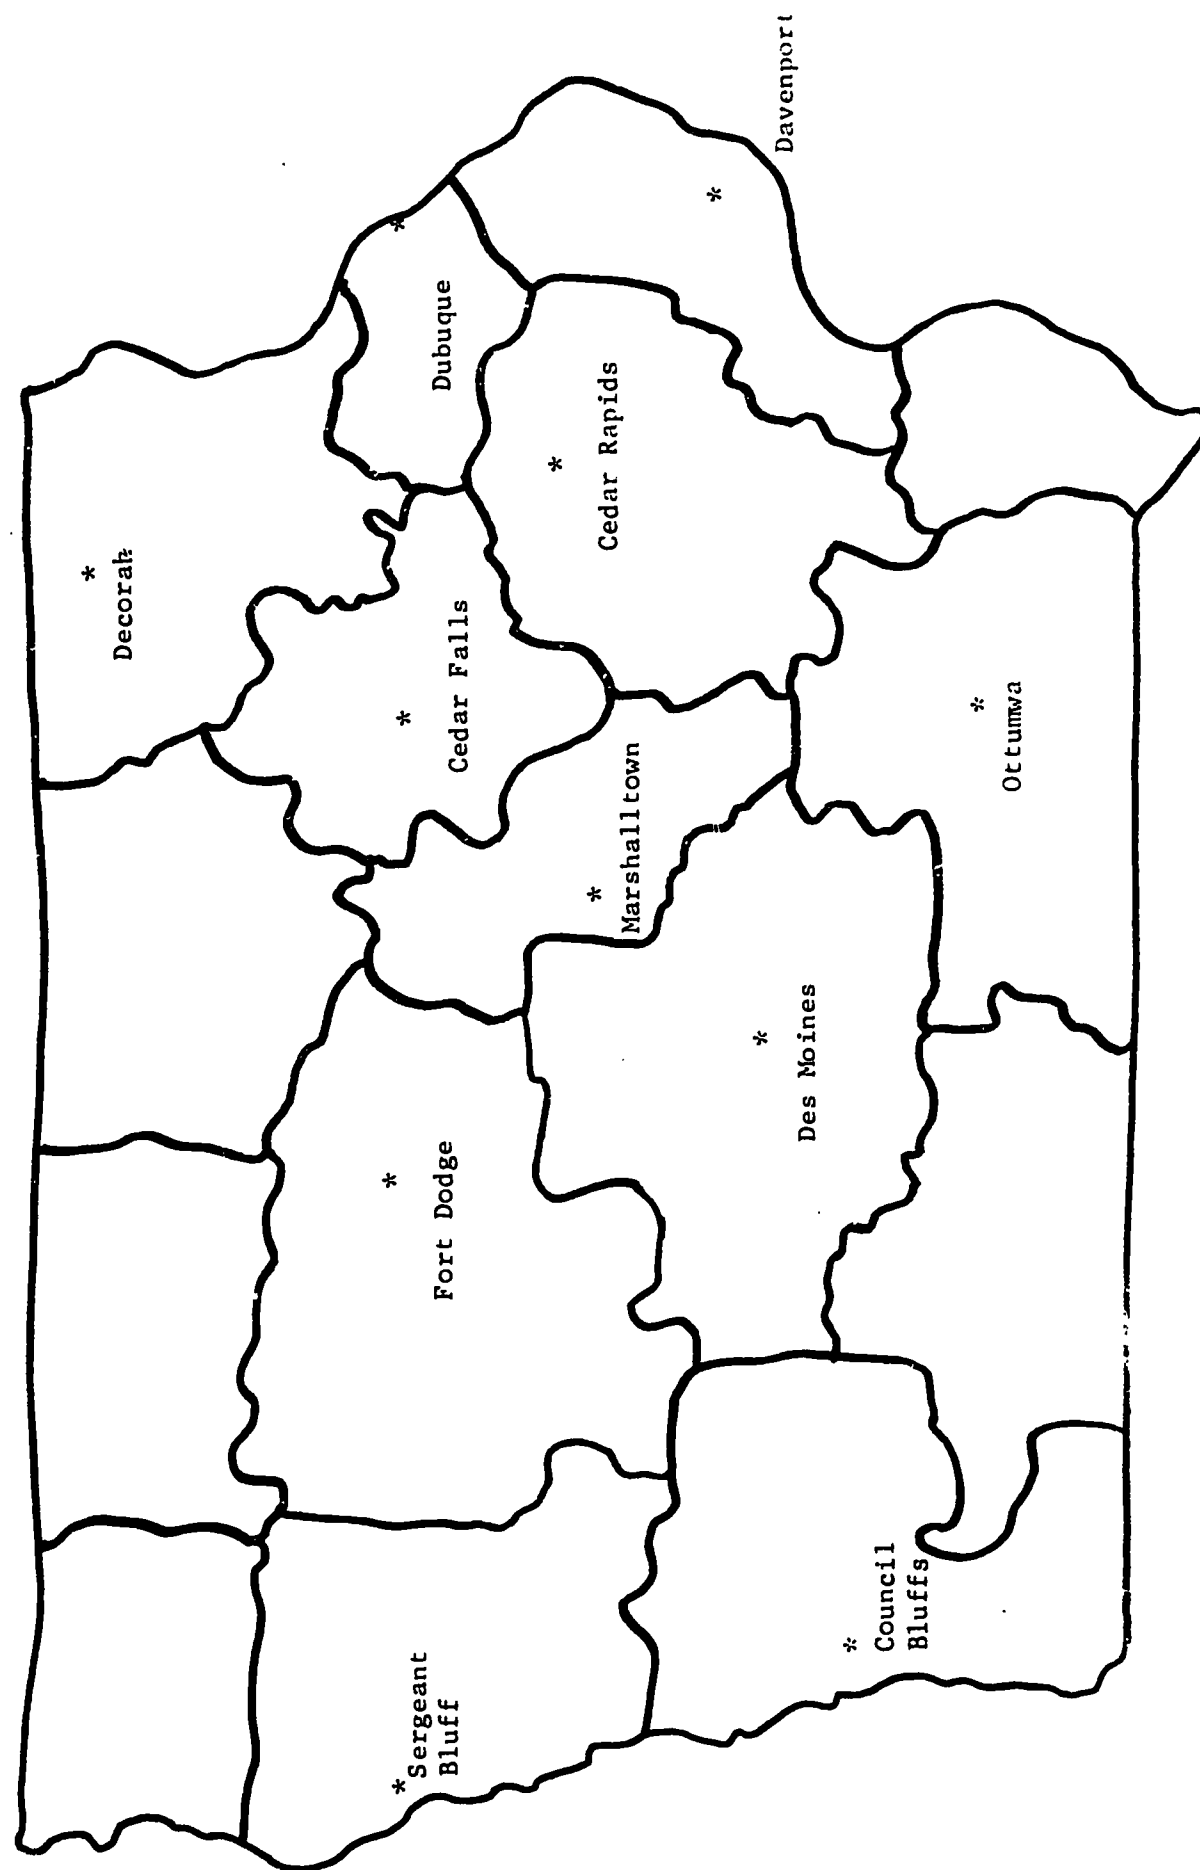 Decorah
Dubuque
Cedar Falls
Sergeant
Bluff
Fort Dodge
Cedar Rapids
Marshalltown
Davenport
Des Moines
Council
Bluffs
Ottumwa